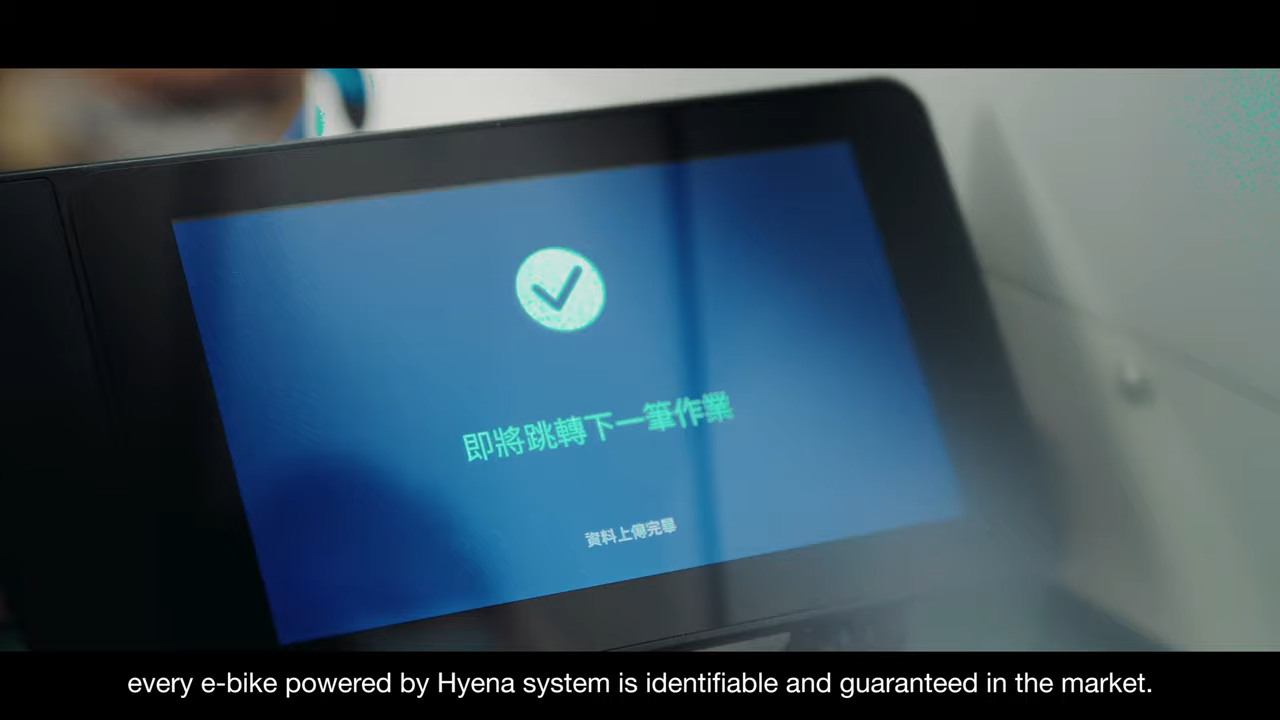 即將跳轉下一筆作業
資料上傳完畢
every e-bike powered by Hyena system is identifiable and guaranteed in the market.